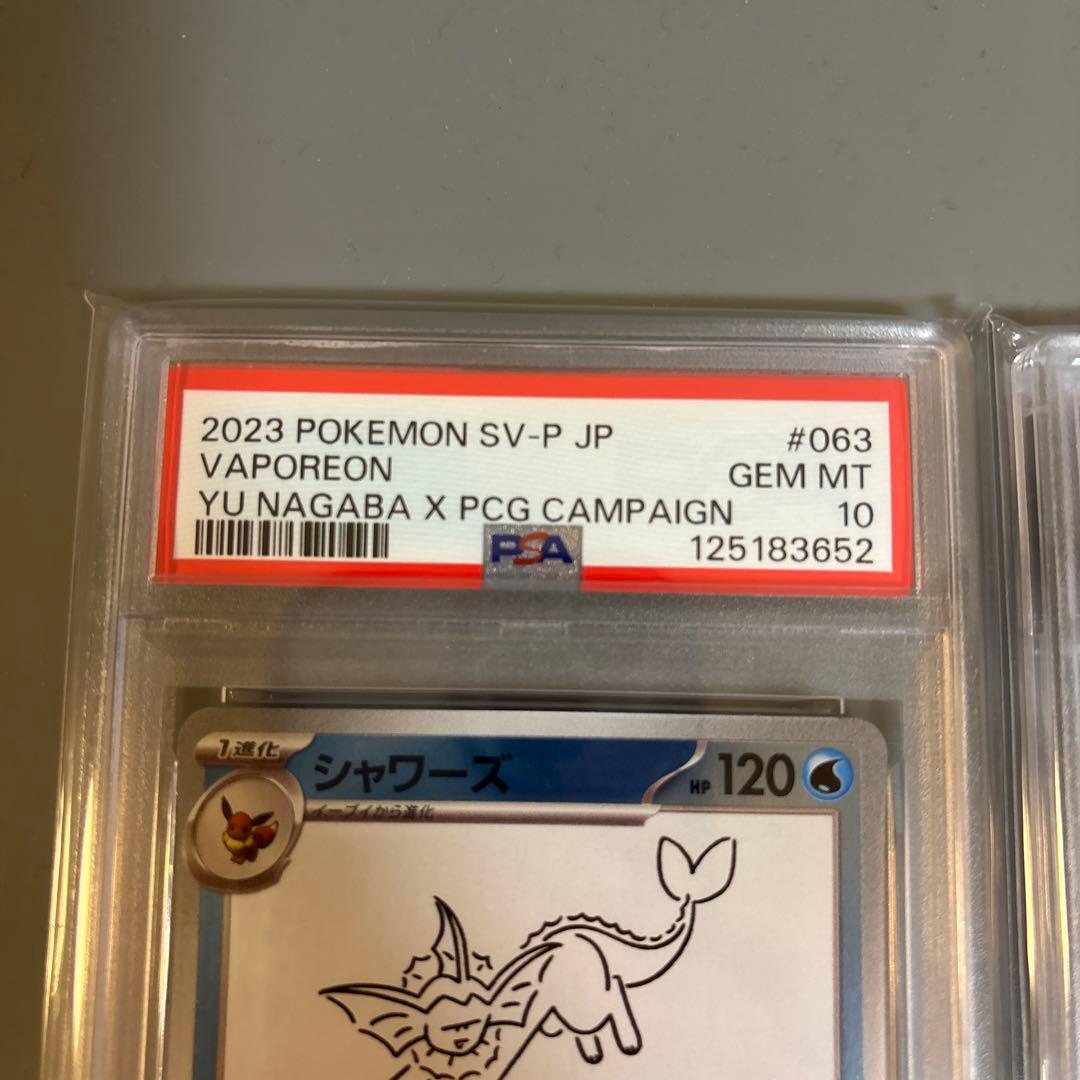 2023 POKEMON SV-P JP #063
VAPOREON GEM MT
YU NAGABA X PCG CAMPAIGN 10
PSA 125183652
1進化 シャワーズ HP 120
イーブイから進化